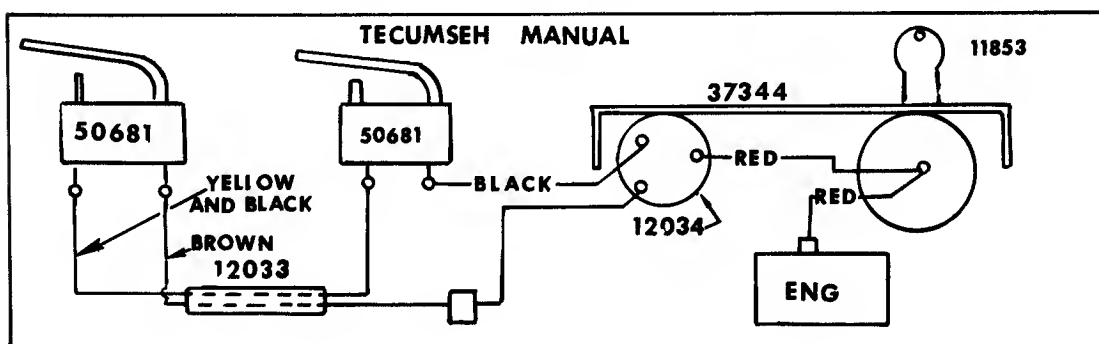 TECUMSEH MANUAL
11853
37344
50681
50681
RED
BLACK
YELLOW
AND BLACK
RED
12034
BROWN
12033
ENG